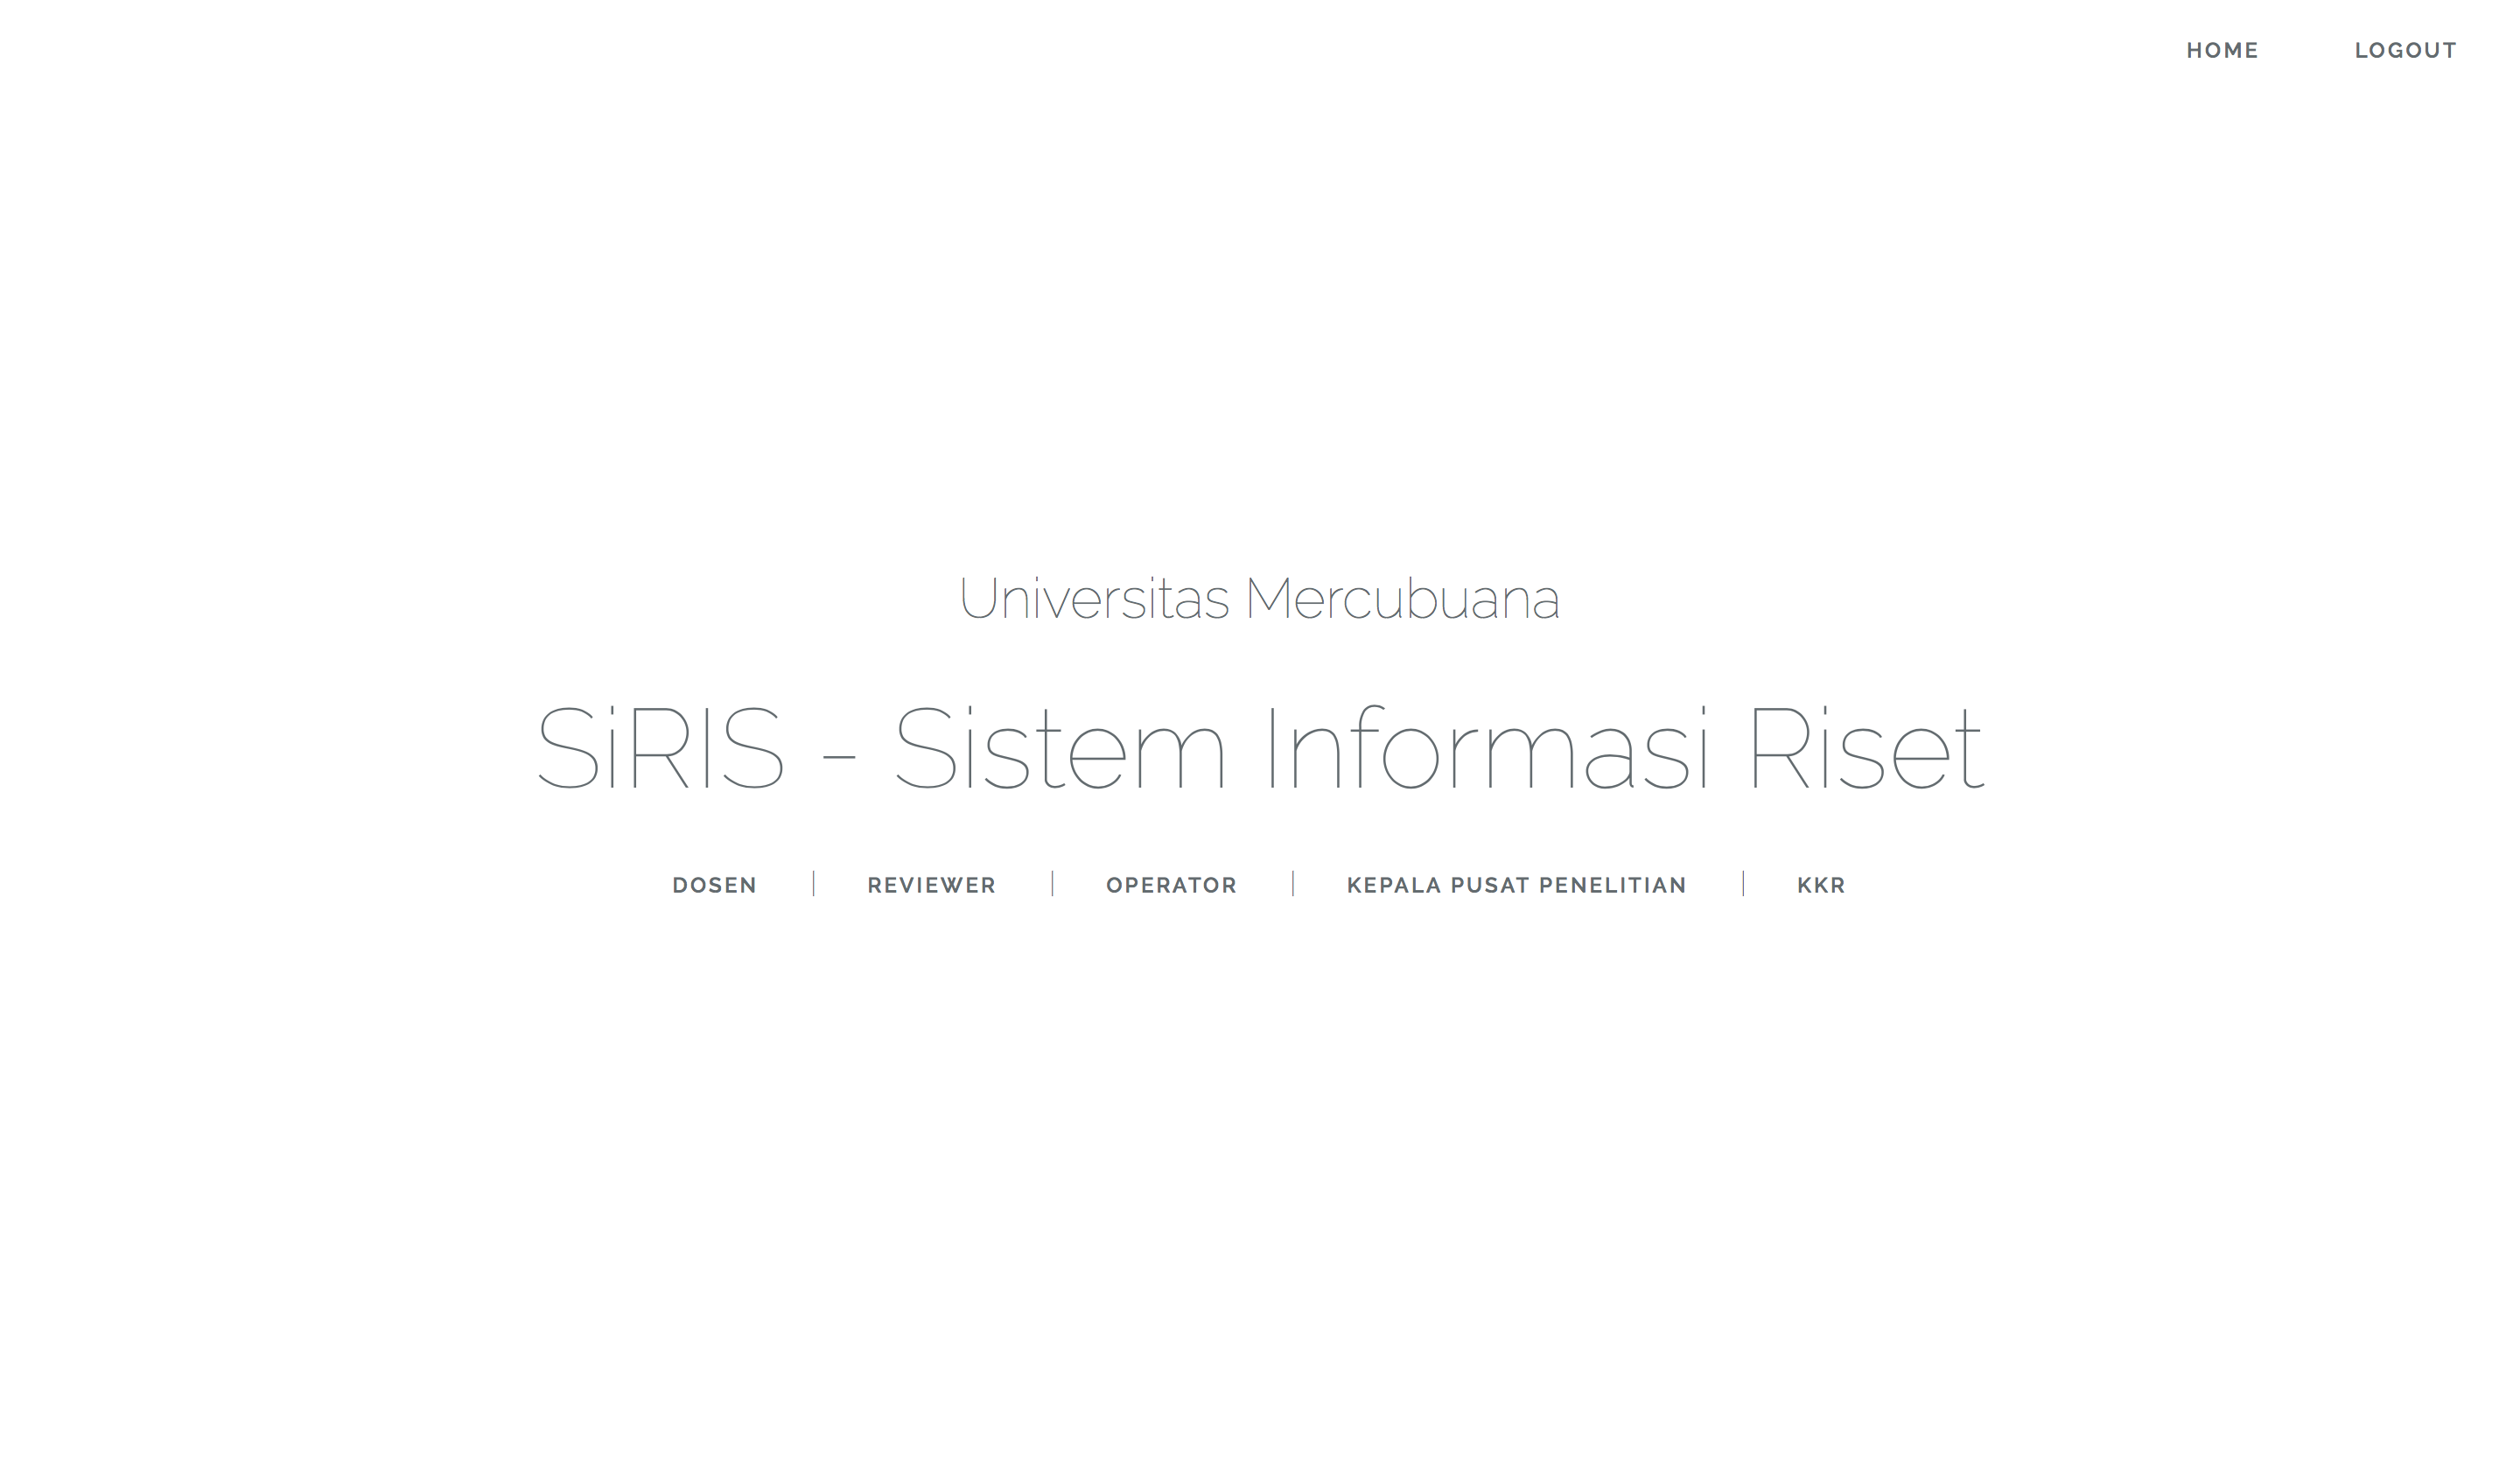 HOME LOGOUT
Universitas Mercubuana
SiRIS - Sistem Informasi Riset
DOSEN | REVIEWER | OPERATOR | KEPALA PUSAT PENELITIAN | KKR